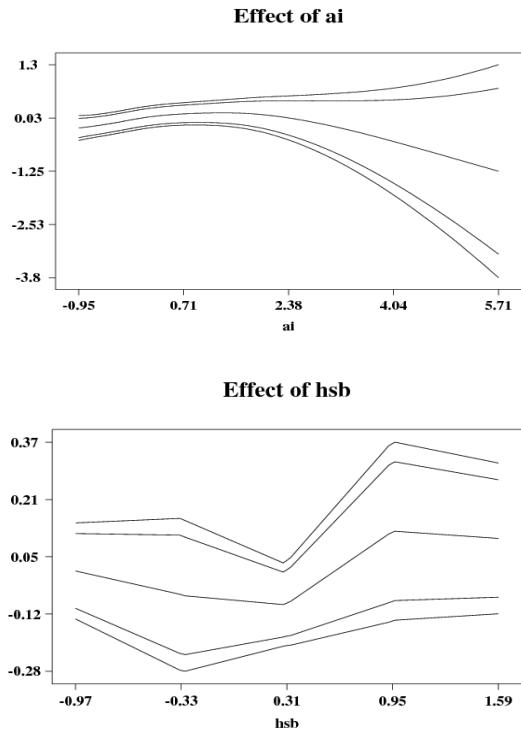 Effect of ai
1.3
0.03
-1.25
-2.53
-3.8
-0.95 0.71 2.38 4.04 5.71
ai
Effect of hsb
0.37
0.21
0.05
-0.12
-0.28
-0.97 -0.33 0.31 0.95 1.59
hsb